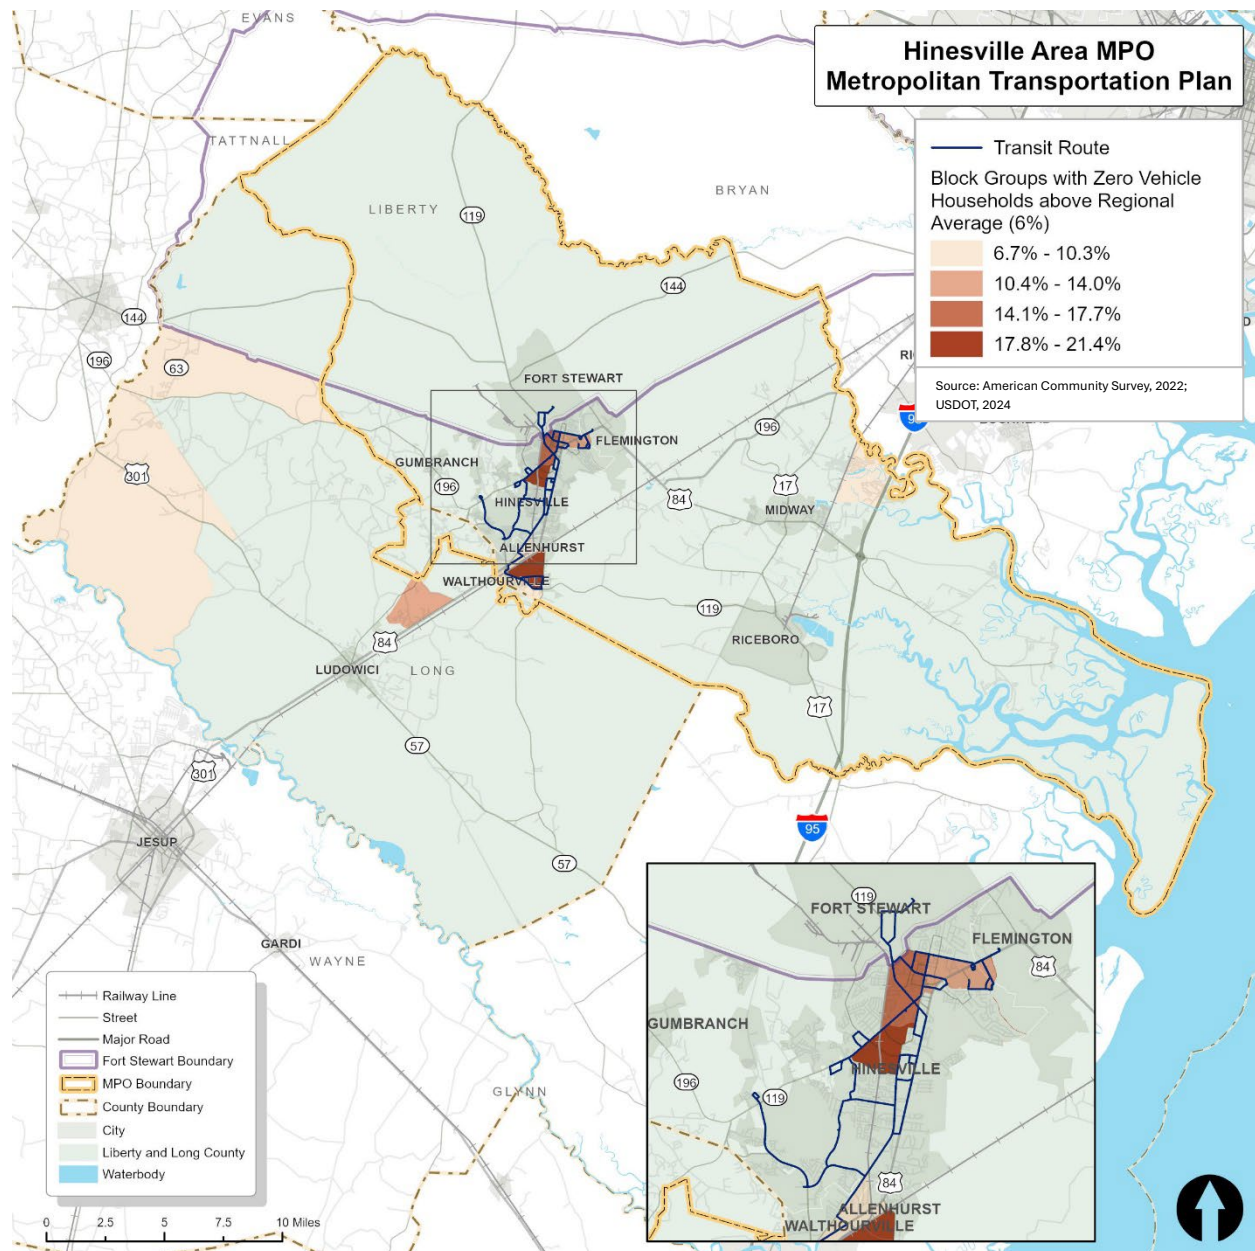 Hinesville Area MPO
Metropolitan Transportation Plan
Transit Route
Block Groups with Zero Vehicle
Households above Regional
Average (6%)
6.7% - 10.3%
10.4% - 14.0%
14.1% - 17.7%
17.8% - 21.4%
Source: American Community Survey, 2022;
USDOT, 2024
EVANS
TATTNALL
BRYAN
LIBERTY
119
144
144
196
63
301
FORT STEWART
FLEMINGTON
GUMBRANCH
196
196
HINESVILLE
84
17
MIDWAY
ALLENHURST
WALTHOURVILLE
119
RICEBORO
84
LUDOWICI
LONG
17
57
301
JESUP
95
57
GARDI
WAYNE
GLYNN
119
FORT STEWART
FLEMINGTON
84
GUMBRANCH
HINESVILLE
196
119
84
ALLENHURST
WALTHOURVILLE
Railway Line
Street
Major Road
Fort Stewart Boundary
MPO Boundary
County Boundary
City
Liberty and Long County
Waterbody
0 2.5 5 7.5 10 Miles